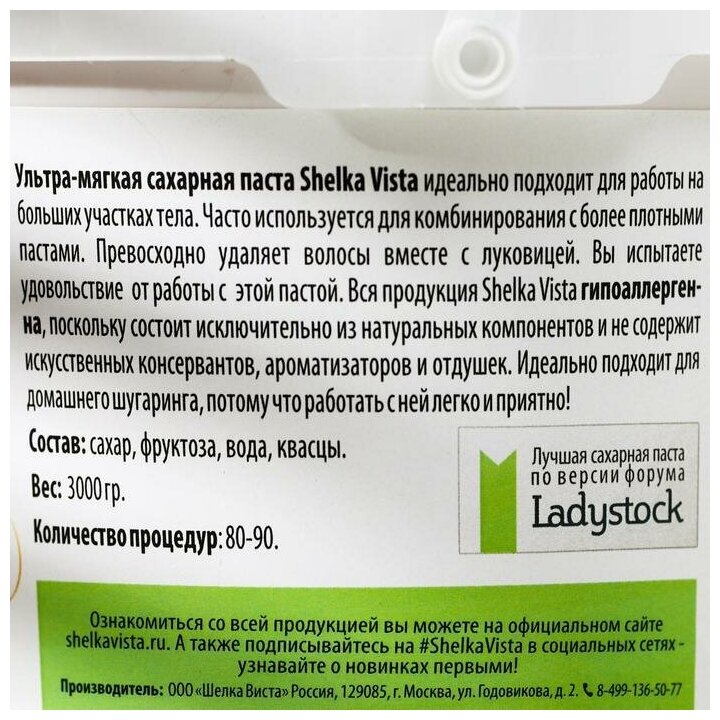 Ультра-мягкая сахарная паста Shelka Vista идеально подходит для работы на
больших участках тела. Часто используется для комбинирования с более плотными
пастами. Превосходно удаляет волосы вместе с луковицей. Вы испытаете
удовольствие от работы с этой пастой. Вся продукция Shelka Vista гипоаллерген-
на, поскольку состоит исключительно из натуральных компонентов и не содержит
искусственных консервантов, ароматизаторов и отдушек. Идеально подходит для
домашнего шугаринга, потому что работать с ней легко и приятно!
Состав: сахар, фруктоза, вода, квасцы.
Вес: 3000 гр.
Количество процедур: 80-90.
Лучшая сахарная паста
по версии форума
Ladystock
Ознакомиться со всей продукцией вы можете на официальном сайте
shelkavista.ru. А также подписывайтесь на #ShelkaVista в социальных сетях -
узнавайте о новинках первыми!
Производитель: ООО «Шелка Виста» Россия, 129085, г. Москва, ул. Годовикова, д. 2. 8-499-136-50-77